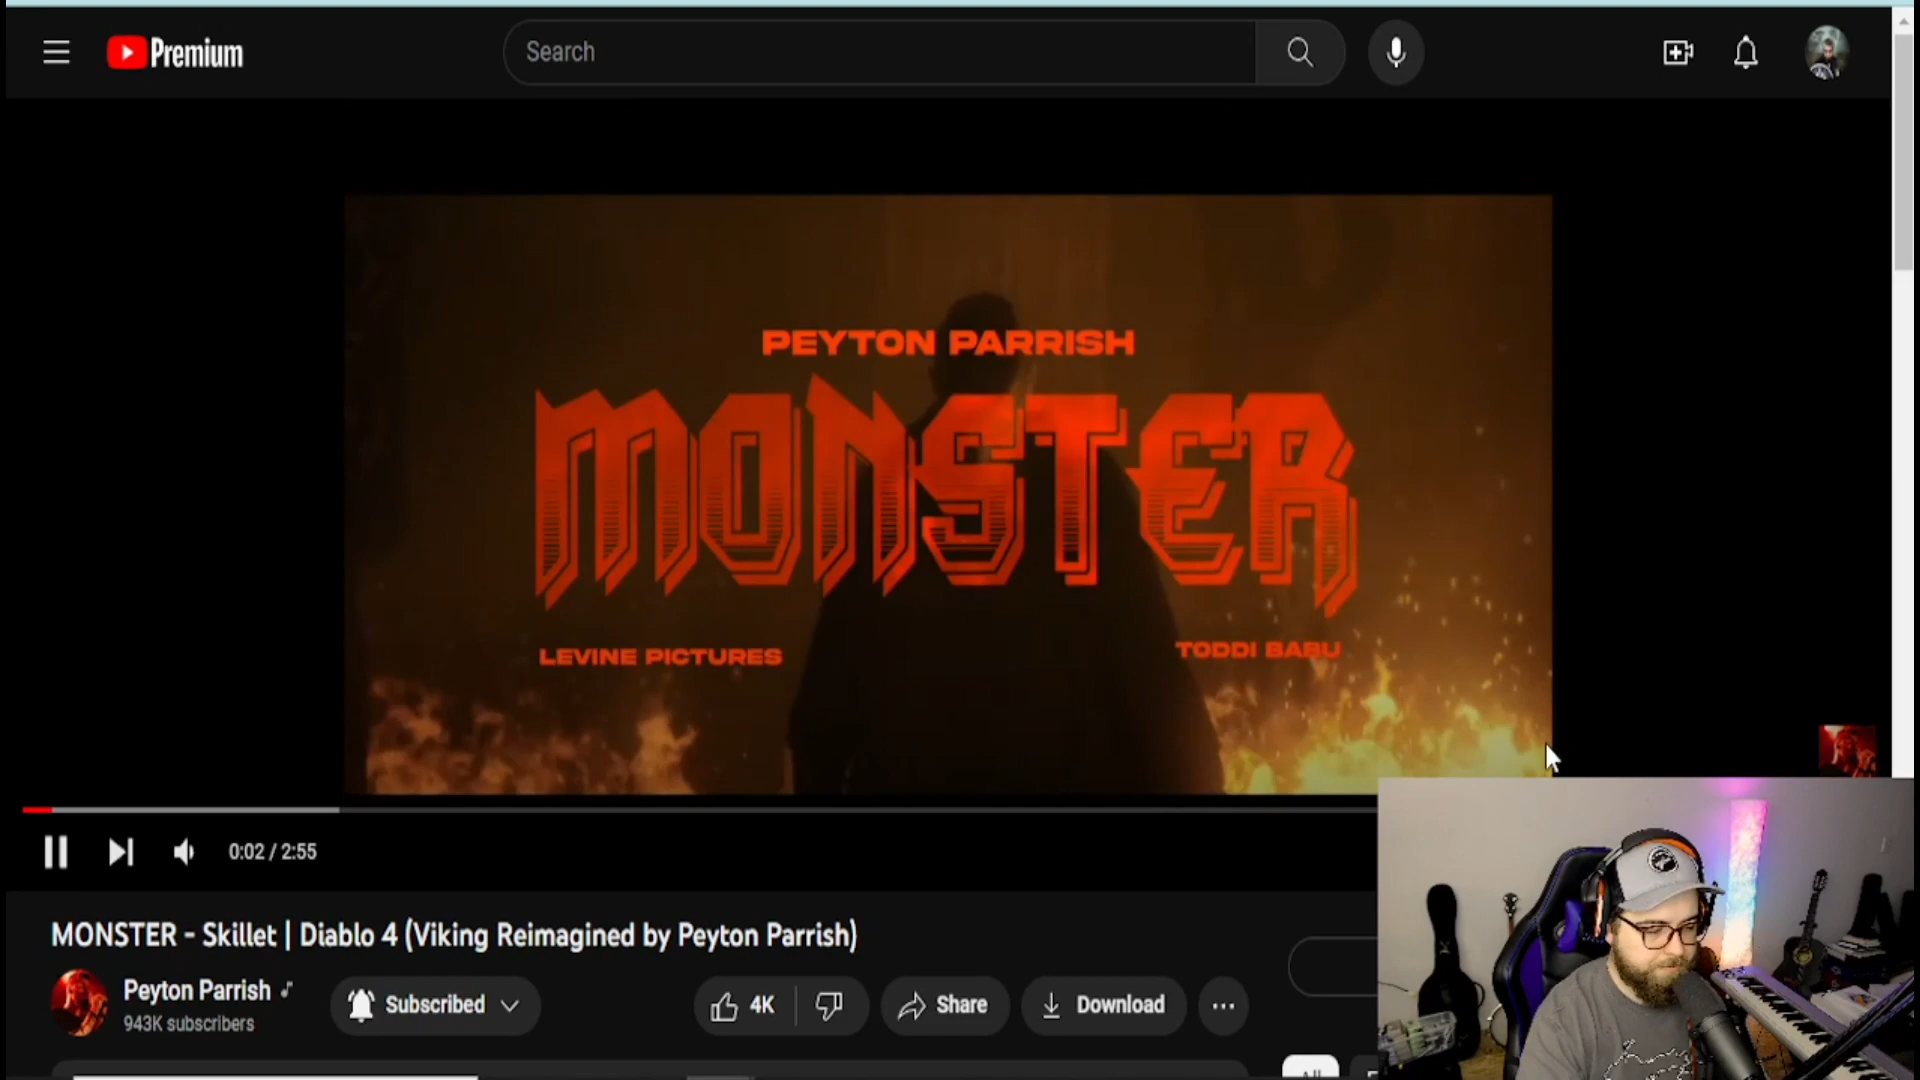 Premium
Search
PEYTON PARRISH
MONSTER
LEVINE PICTURES
TODDI BABU
0:02 / 2:55
MONSTER - Skillet | Diablo 4 (Viking Reimagined by Peyton Parrish)
Peyton Parrish
943K subscribers
Subscribed
4K
Share
Download